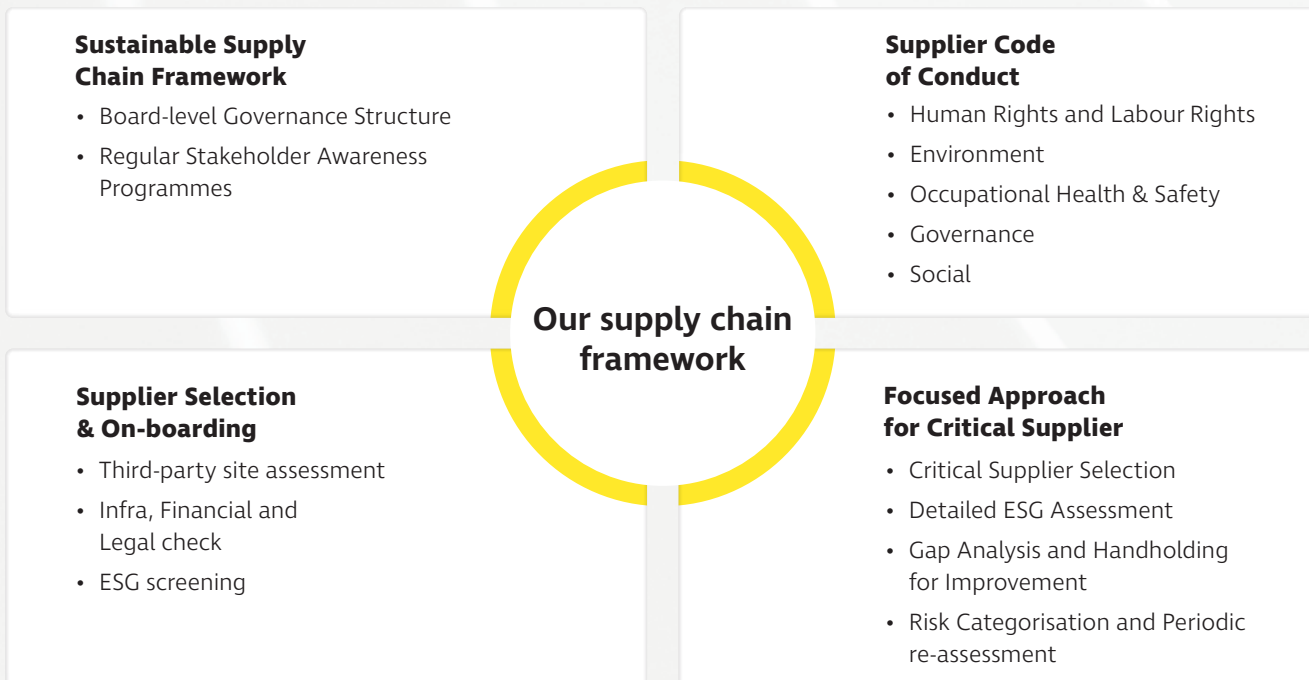 Sustainable Supply
Chain Framework
• Board-level Governance Structure
• Regular Stakeholder Awareness
Programmes
Supplier Code
of Conduct
• Human Rights and Labour Rights
• Environment
• Occupational Health & Safety
• Governance
• Social
Our supply chain
framework
Supplier Selection
& On-boarding
• Third-party site assessment
• Infra, Financial and
Legal check
• ESG screening
Focused Approach
for Critical Supplier
• Critical Supplier Selection
• Detailed ESG Assessment
• Gap Analysis and Handholding
for Improvement
• Risk Categorisation and Periodic
re-assessment